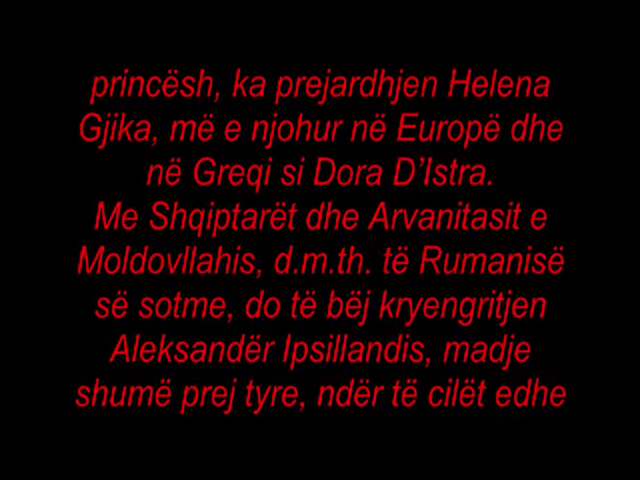 princësh, ka prejardhjen Helena
Gjika, më e njohur në Europë dhe
në Greqi si Dora D’Istra.
Me Shqiptarët dhe Arvanitasit e
Moldovllahis, d.m.th. të Rumanisë
së sotme, do të bëj kryengritjen
Aleksandër Ipsillandis, madje
shumë prej tyre, ndër të cilët edhe